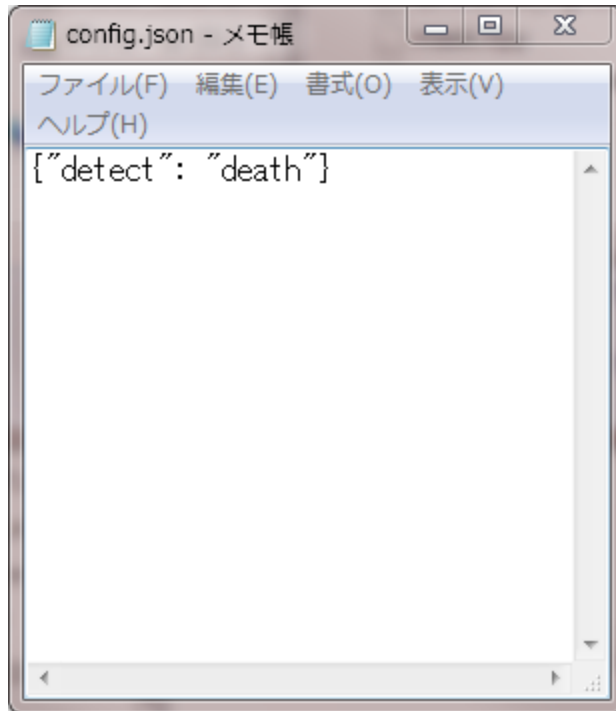 config.json - メモ帳
ファイル(F) 編集(E) 書式(O) 表示(V)
ヘルプ(H)
{"detect": "death"}